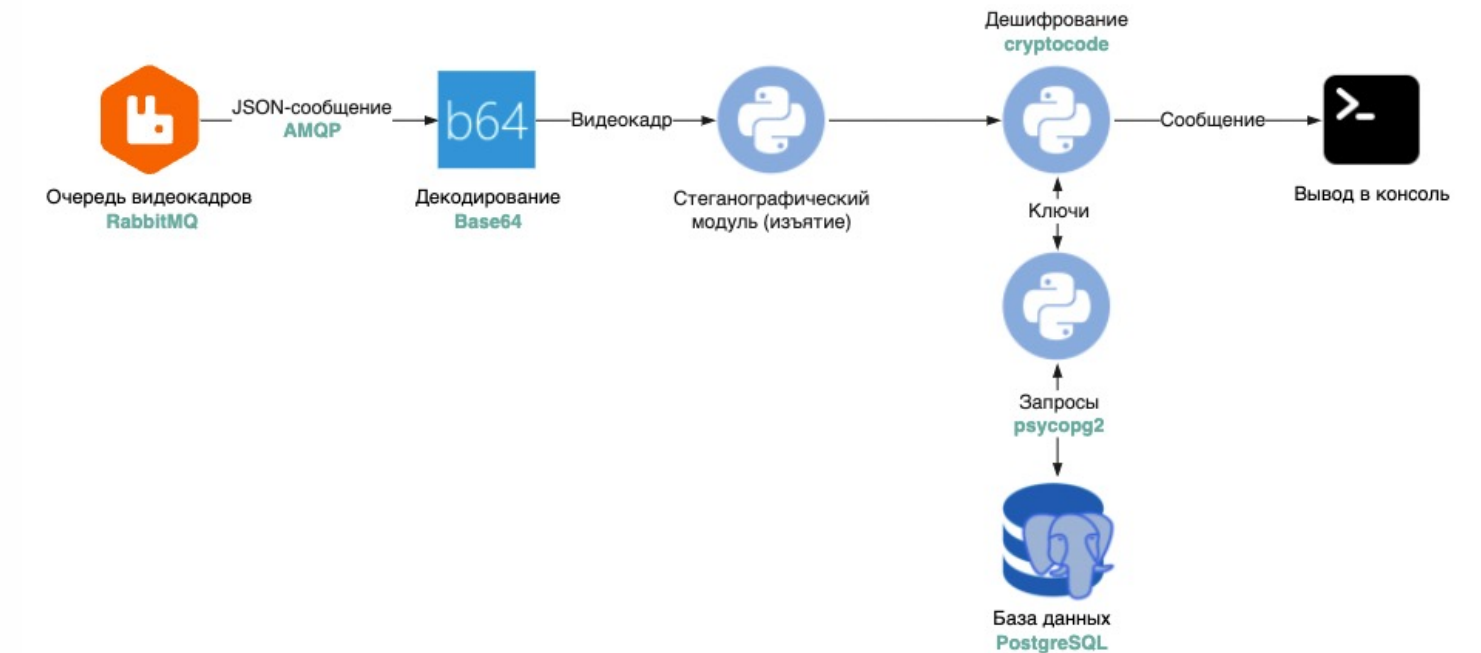 Дешифрование
cryptocode
JSON-сообщение
AMQP
b64
Видеокадр
Сообщение
>_
Очередь видеокадров
RabbitMQ
Декодирование
Base64
Стеганографический
модуль (изъятие)
Вывод в консоль
Ключи
Запросы
psycopg2
База данных
PostgreSQL